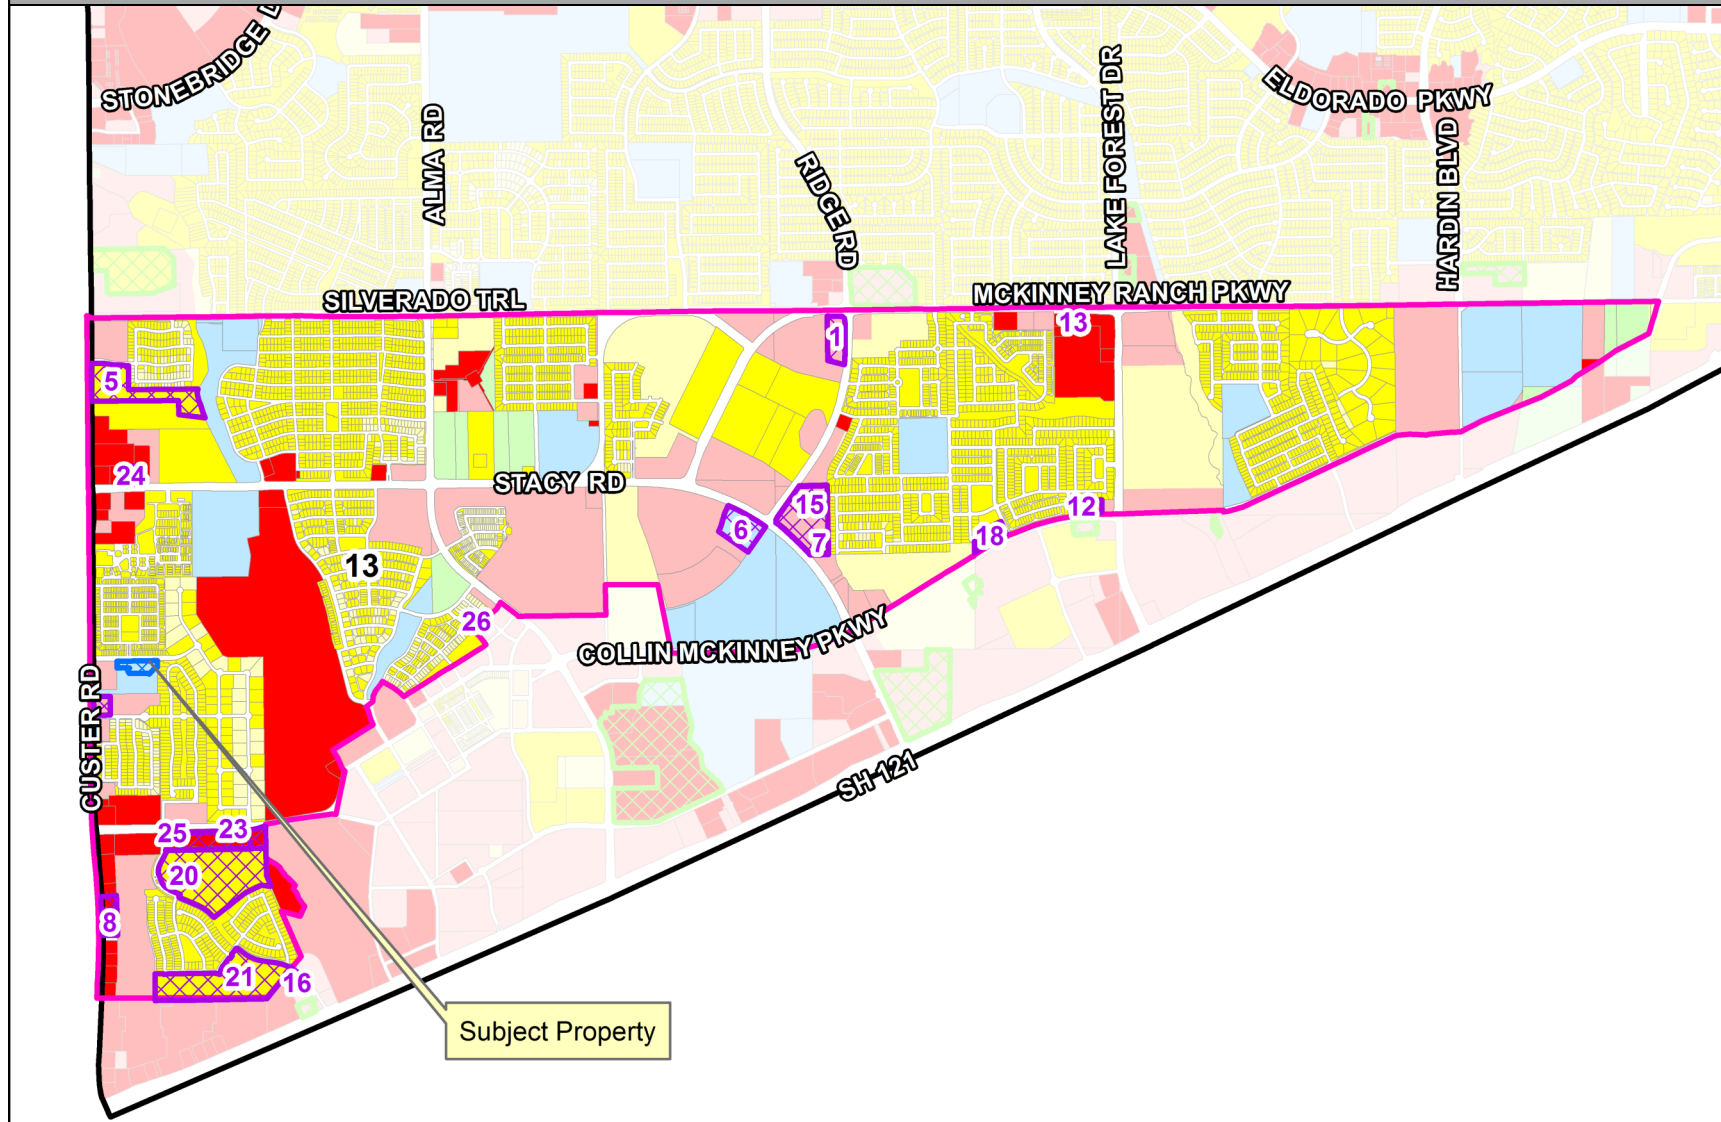 STONEBRIDGE D
ELDORADO PKWY
ALMA RD
RIDGE RD
LAKE FOREST DR
HARDIN BLVD
SILVERADO TRL
MCKINNEY RANCH PKWY
1
13
5
24
STACY RD
15
6
7
12
18
13
26
COLLIN MCKINNEY PKWY
CUSTER RD
SH 121
25
23
20
8
21
16
Subject Property